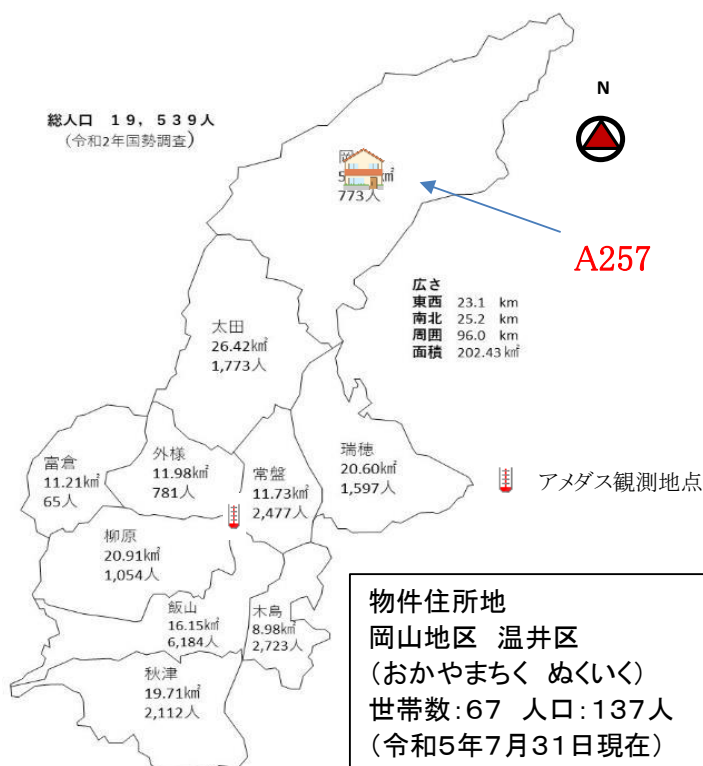 総人口 19,539人
(令和2年国勢調査)
N
773人
A257
広さ
東西 23.1 km
南北 25.2 km
周囲 96.0 km
面積 202.43㎢
太田
26.42㎢
1,773人
富倉
11.21㎢
65人
外様
11.98㎢
781人
常盤
11.73㎢
2,477人
瑞穂
20.60㎢
1,597人
アメダス観測地点
柳原
20.91㎢
1,054人
飯山
16.15㎢
6,184人
木島
8.98㎢
2,723人
秋津
19.71㎢
2,112人
物件住所地
岡山地区 温井区
(おかやまちく ぬくいく)
世帯数:67 人口:137人
(令和5年7月31日現在)